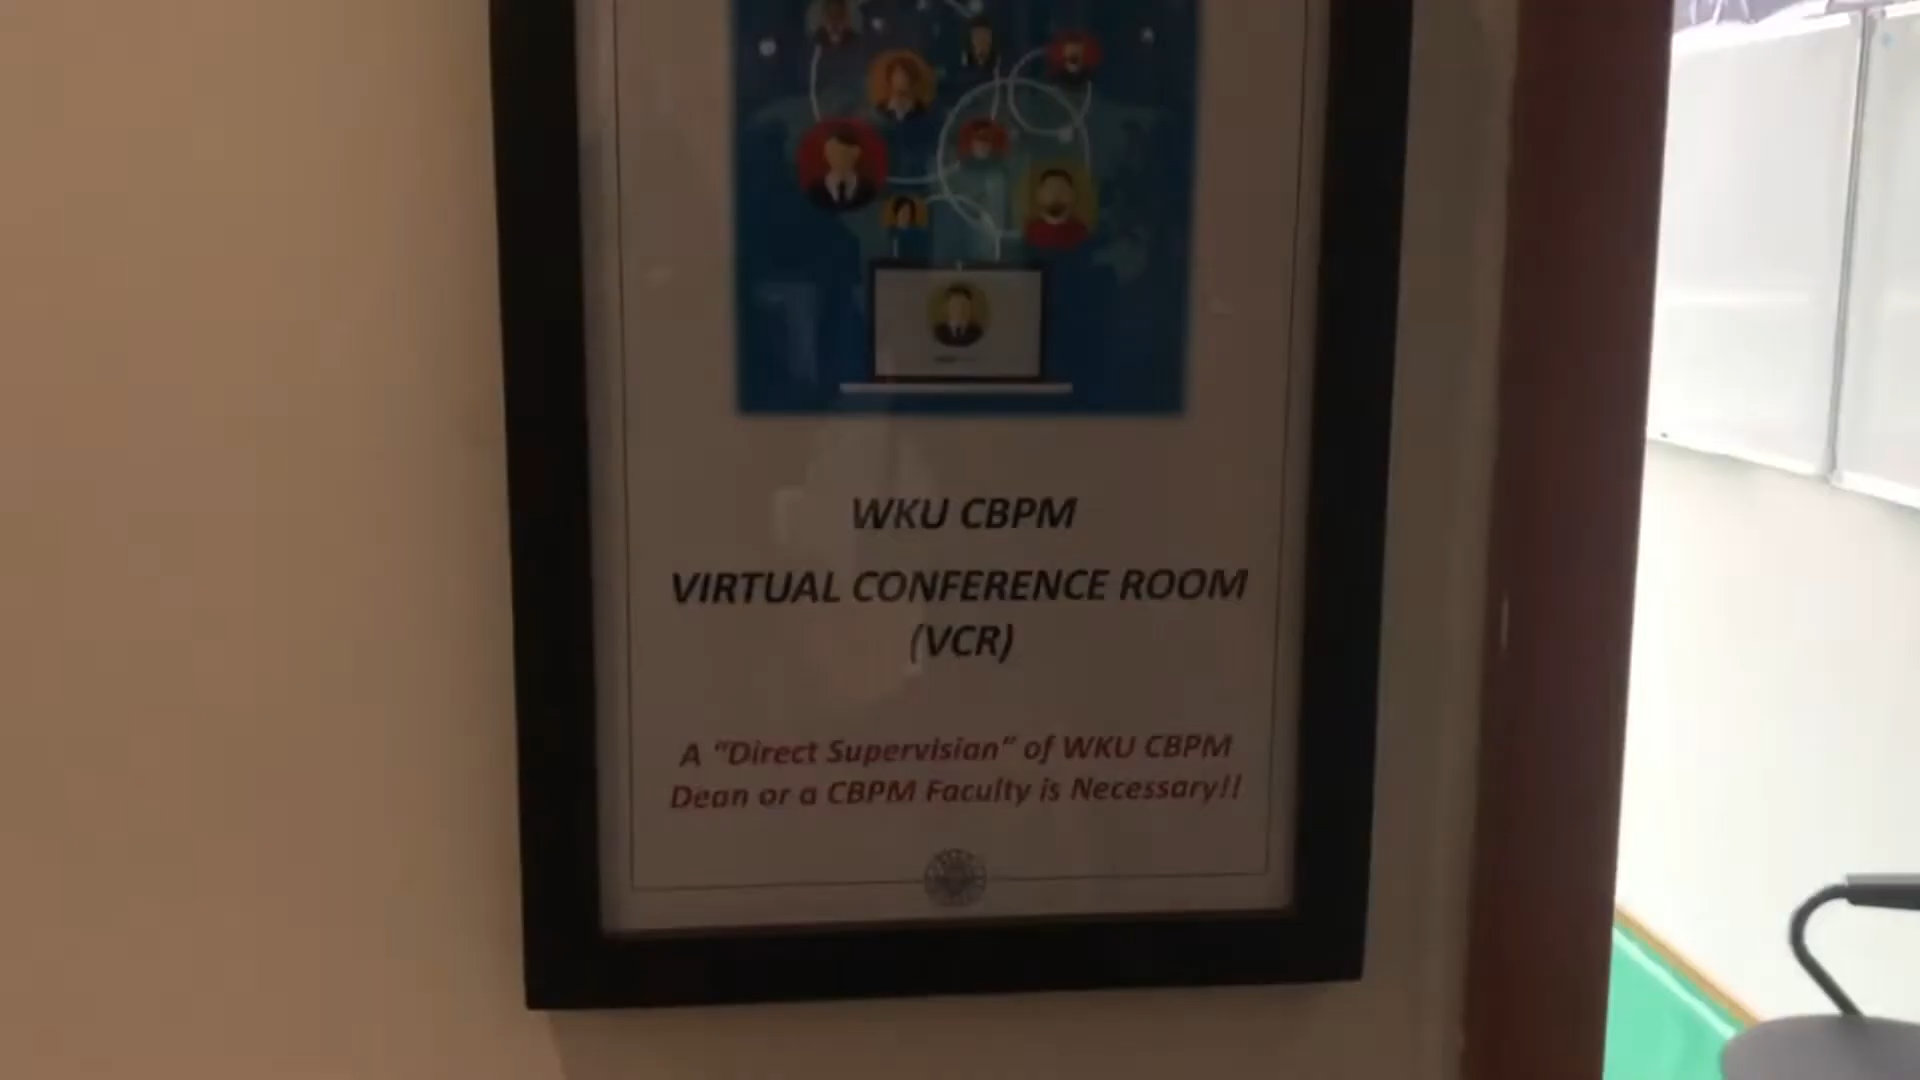 WKU CBPM
VIRTUAL CONFERENCE ROOM
(VCR)
A "Direct Supervisian" of WKU CBPM
Dean or a CBPM Faculty is Necessary!!